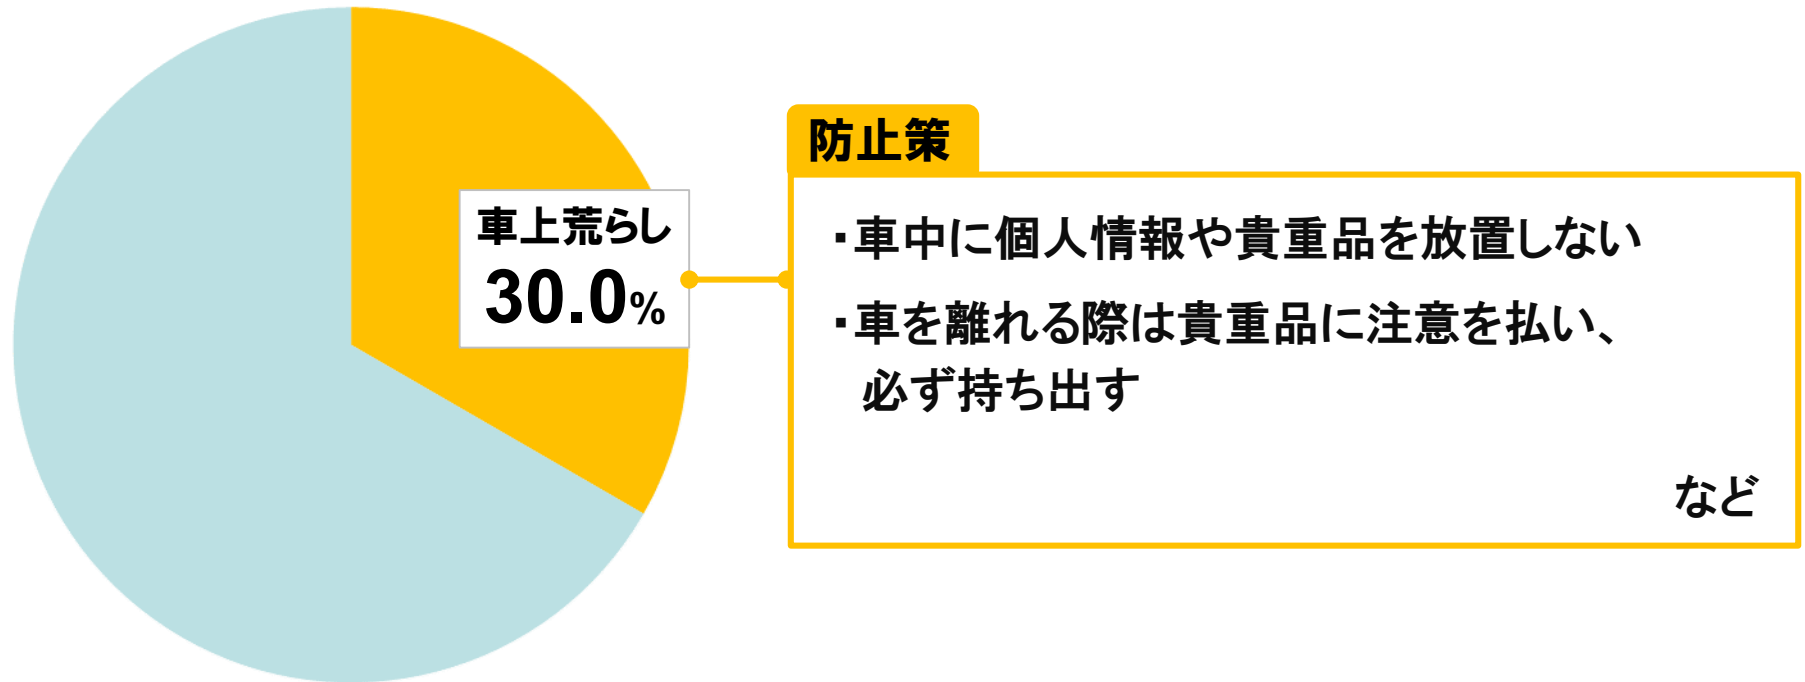 車上荒らし
30.0%
防止策
・車中に個人情報や貴重品を放置しない
・車を離れる際は貴重品に注意を払い、
必ず持ち出す
など